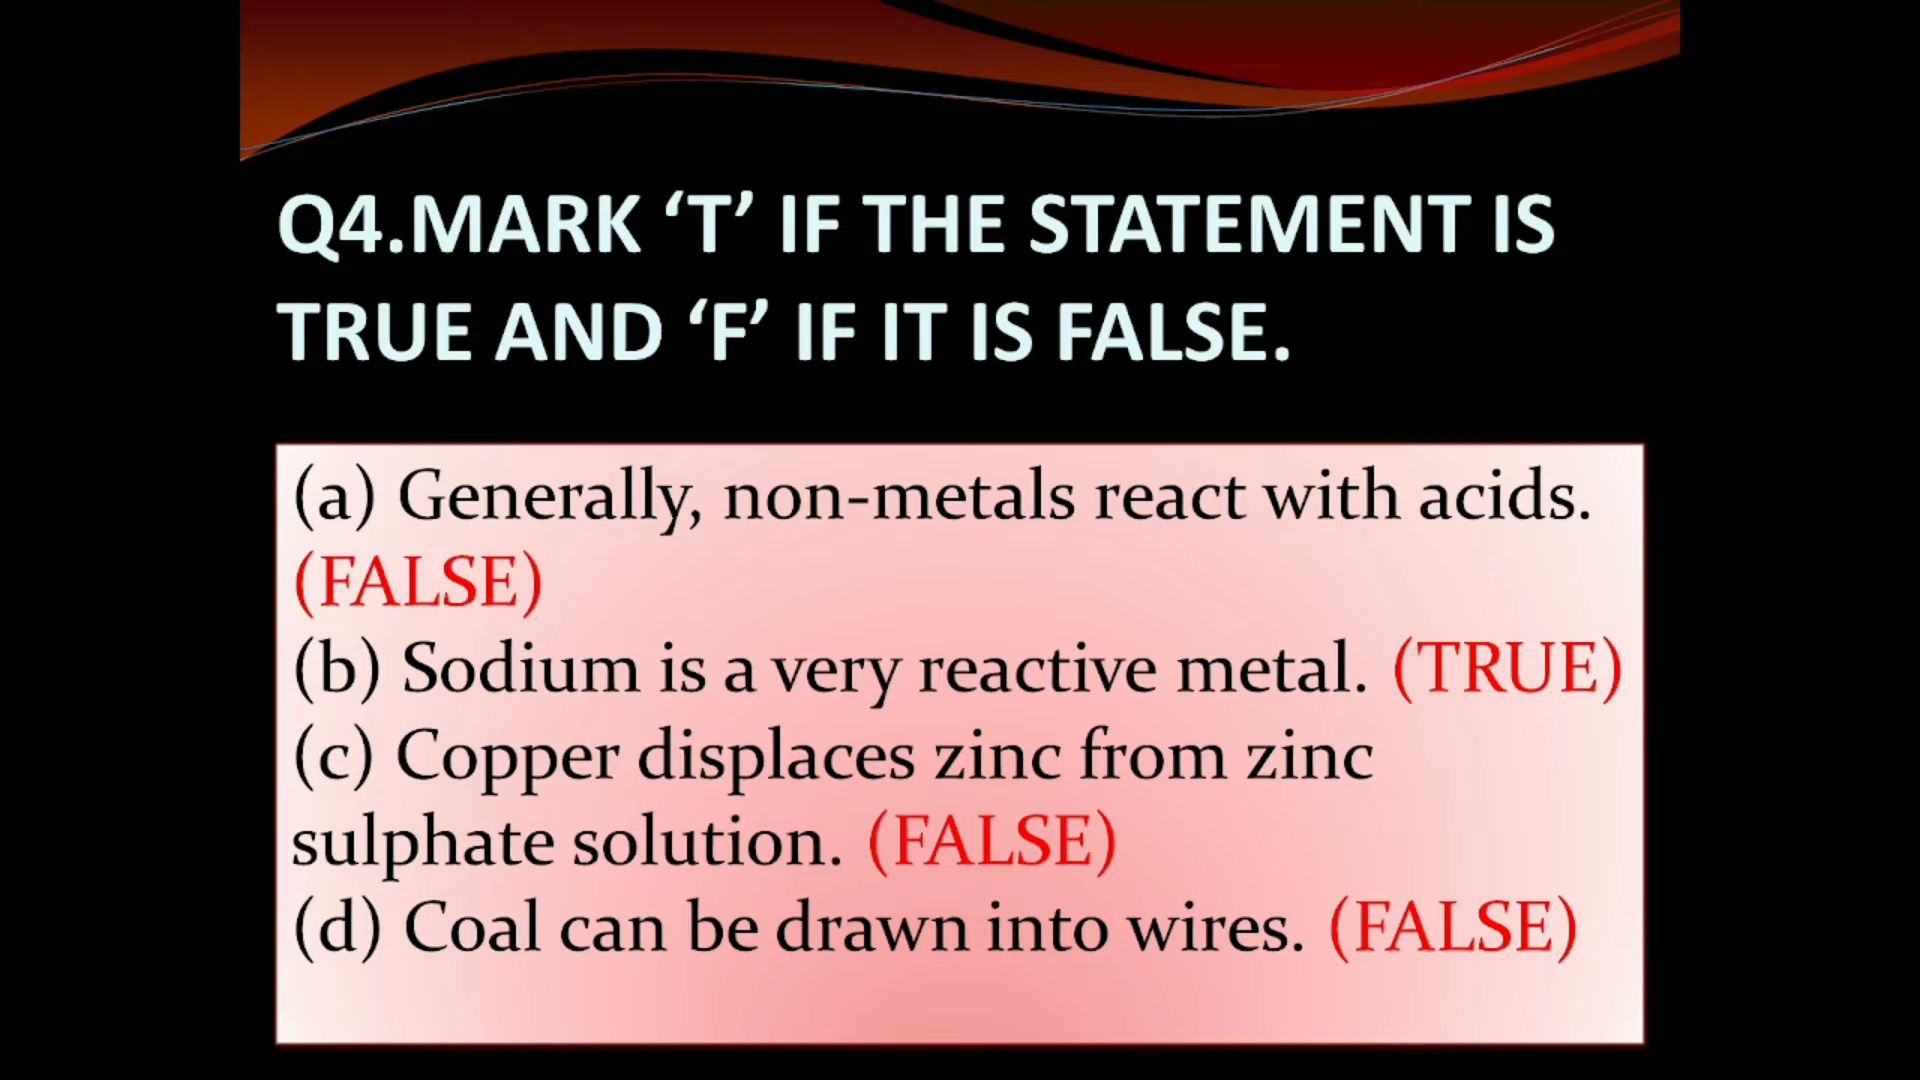 Q4.MARK ‘T’ IF THE STATEMENT IS
TRUE AND ‘F’ IF IT IS FALSE.
(a) Generally, non-metals react with acids.
(FALSE)
(b) Sodium is a very reactive metal. (TRUE)
(c) Copper displaces zinc from zinc
sulphate solution. (FALSE)
(d) Coal can be drawn into wires. (FALSE)